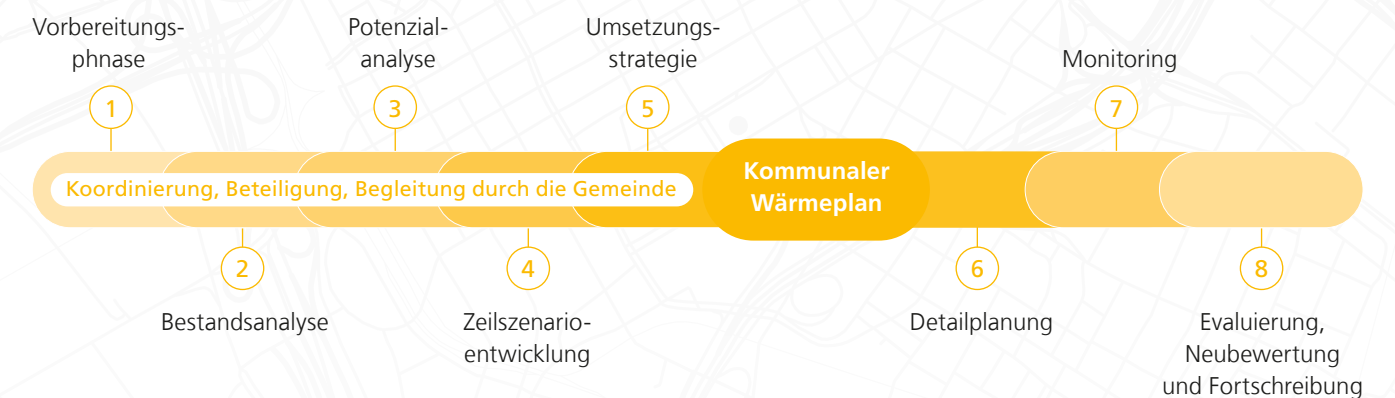 Vorbereitungs-
phnase
1
Potenzial-
analyse
3
Umsetzungs-
strategie
5
Monitoring
7
Koordinierung, Beteiligung, Begleitung durch die Gemeinde
Kommunaler
Wärmeplan
2
Bestandsanalyse
4
Zeilszenario-
entwicklung
6
Detailplanung
8
Evaluierung,
Neubewertung
und Fortschreibung